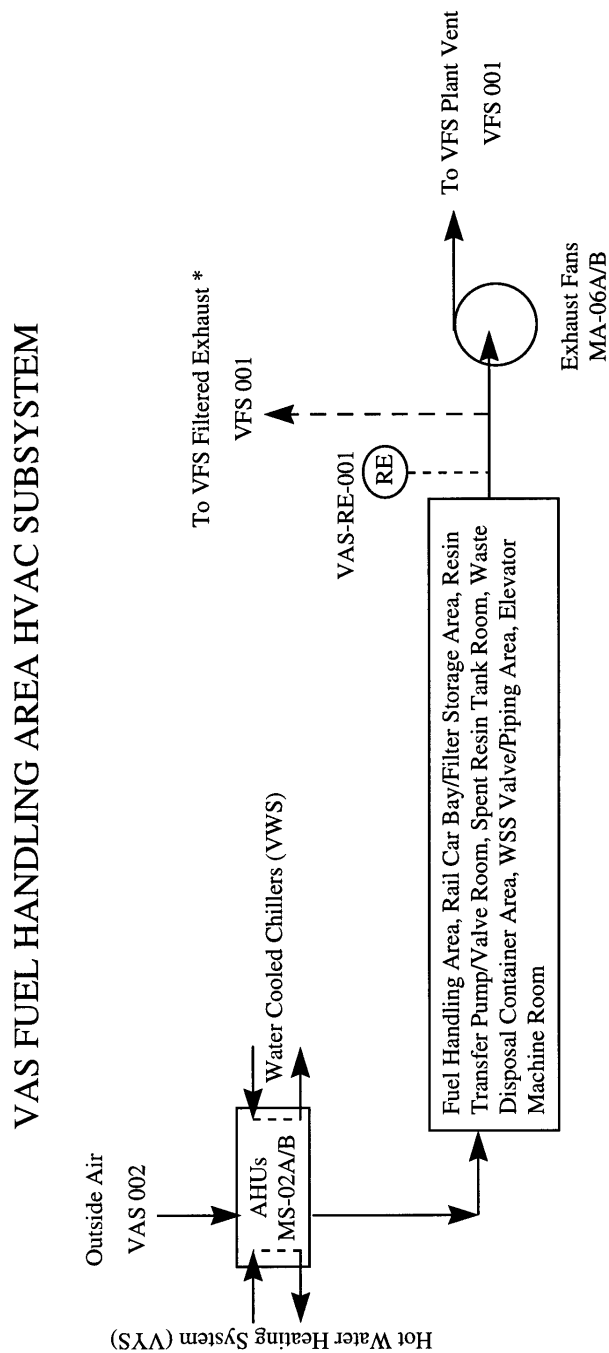 VAS FUEL HANDLING AREA HVAC SUBSYSTEM
Outside Air
VAS 002
AHUs
MS-02A/B
Hot Water Heating System (VYS)
Water Cooled Chillers (VWS)
Fuel Handling Area, Rail Car Bay/Filter Storage Area, Resin
Transfer Pump/Valve Room, Spent Resin Tank Room, Waste
Disposal Container Area, WSS Valve/Piping Area, Elevator
Machine Room
VAS-RE-001
RE
To VFS Filtered Exhaust *
VFS 001
Exhaust Fans
MA-06A/B
To VFS Plant Vent
VFS 001